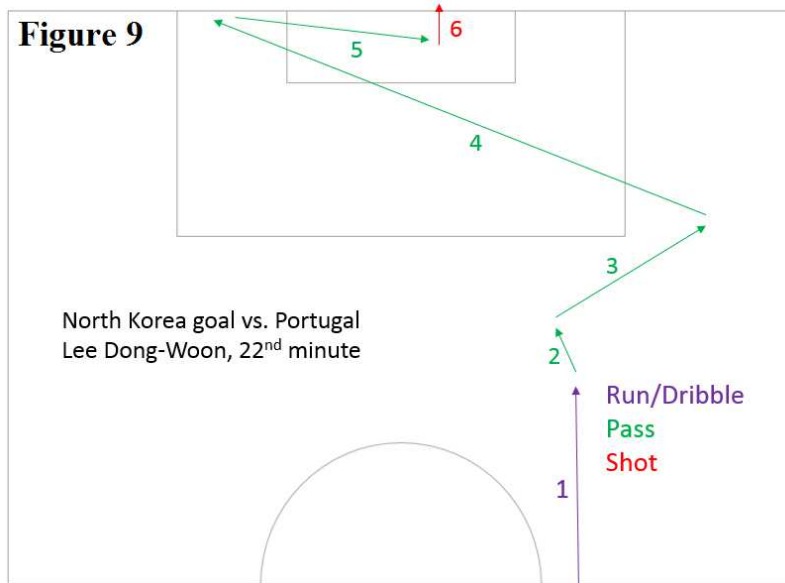 Figure 9
6
5
4
3
North Korea goal vs. Portugal
Lee Dong-Woon, 22nd minute
2
Run/Dribble
Pass
Shot
1